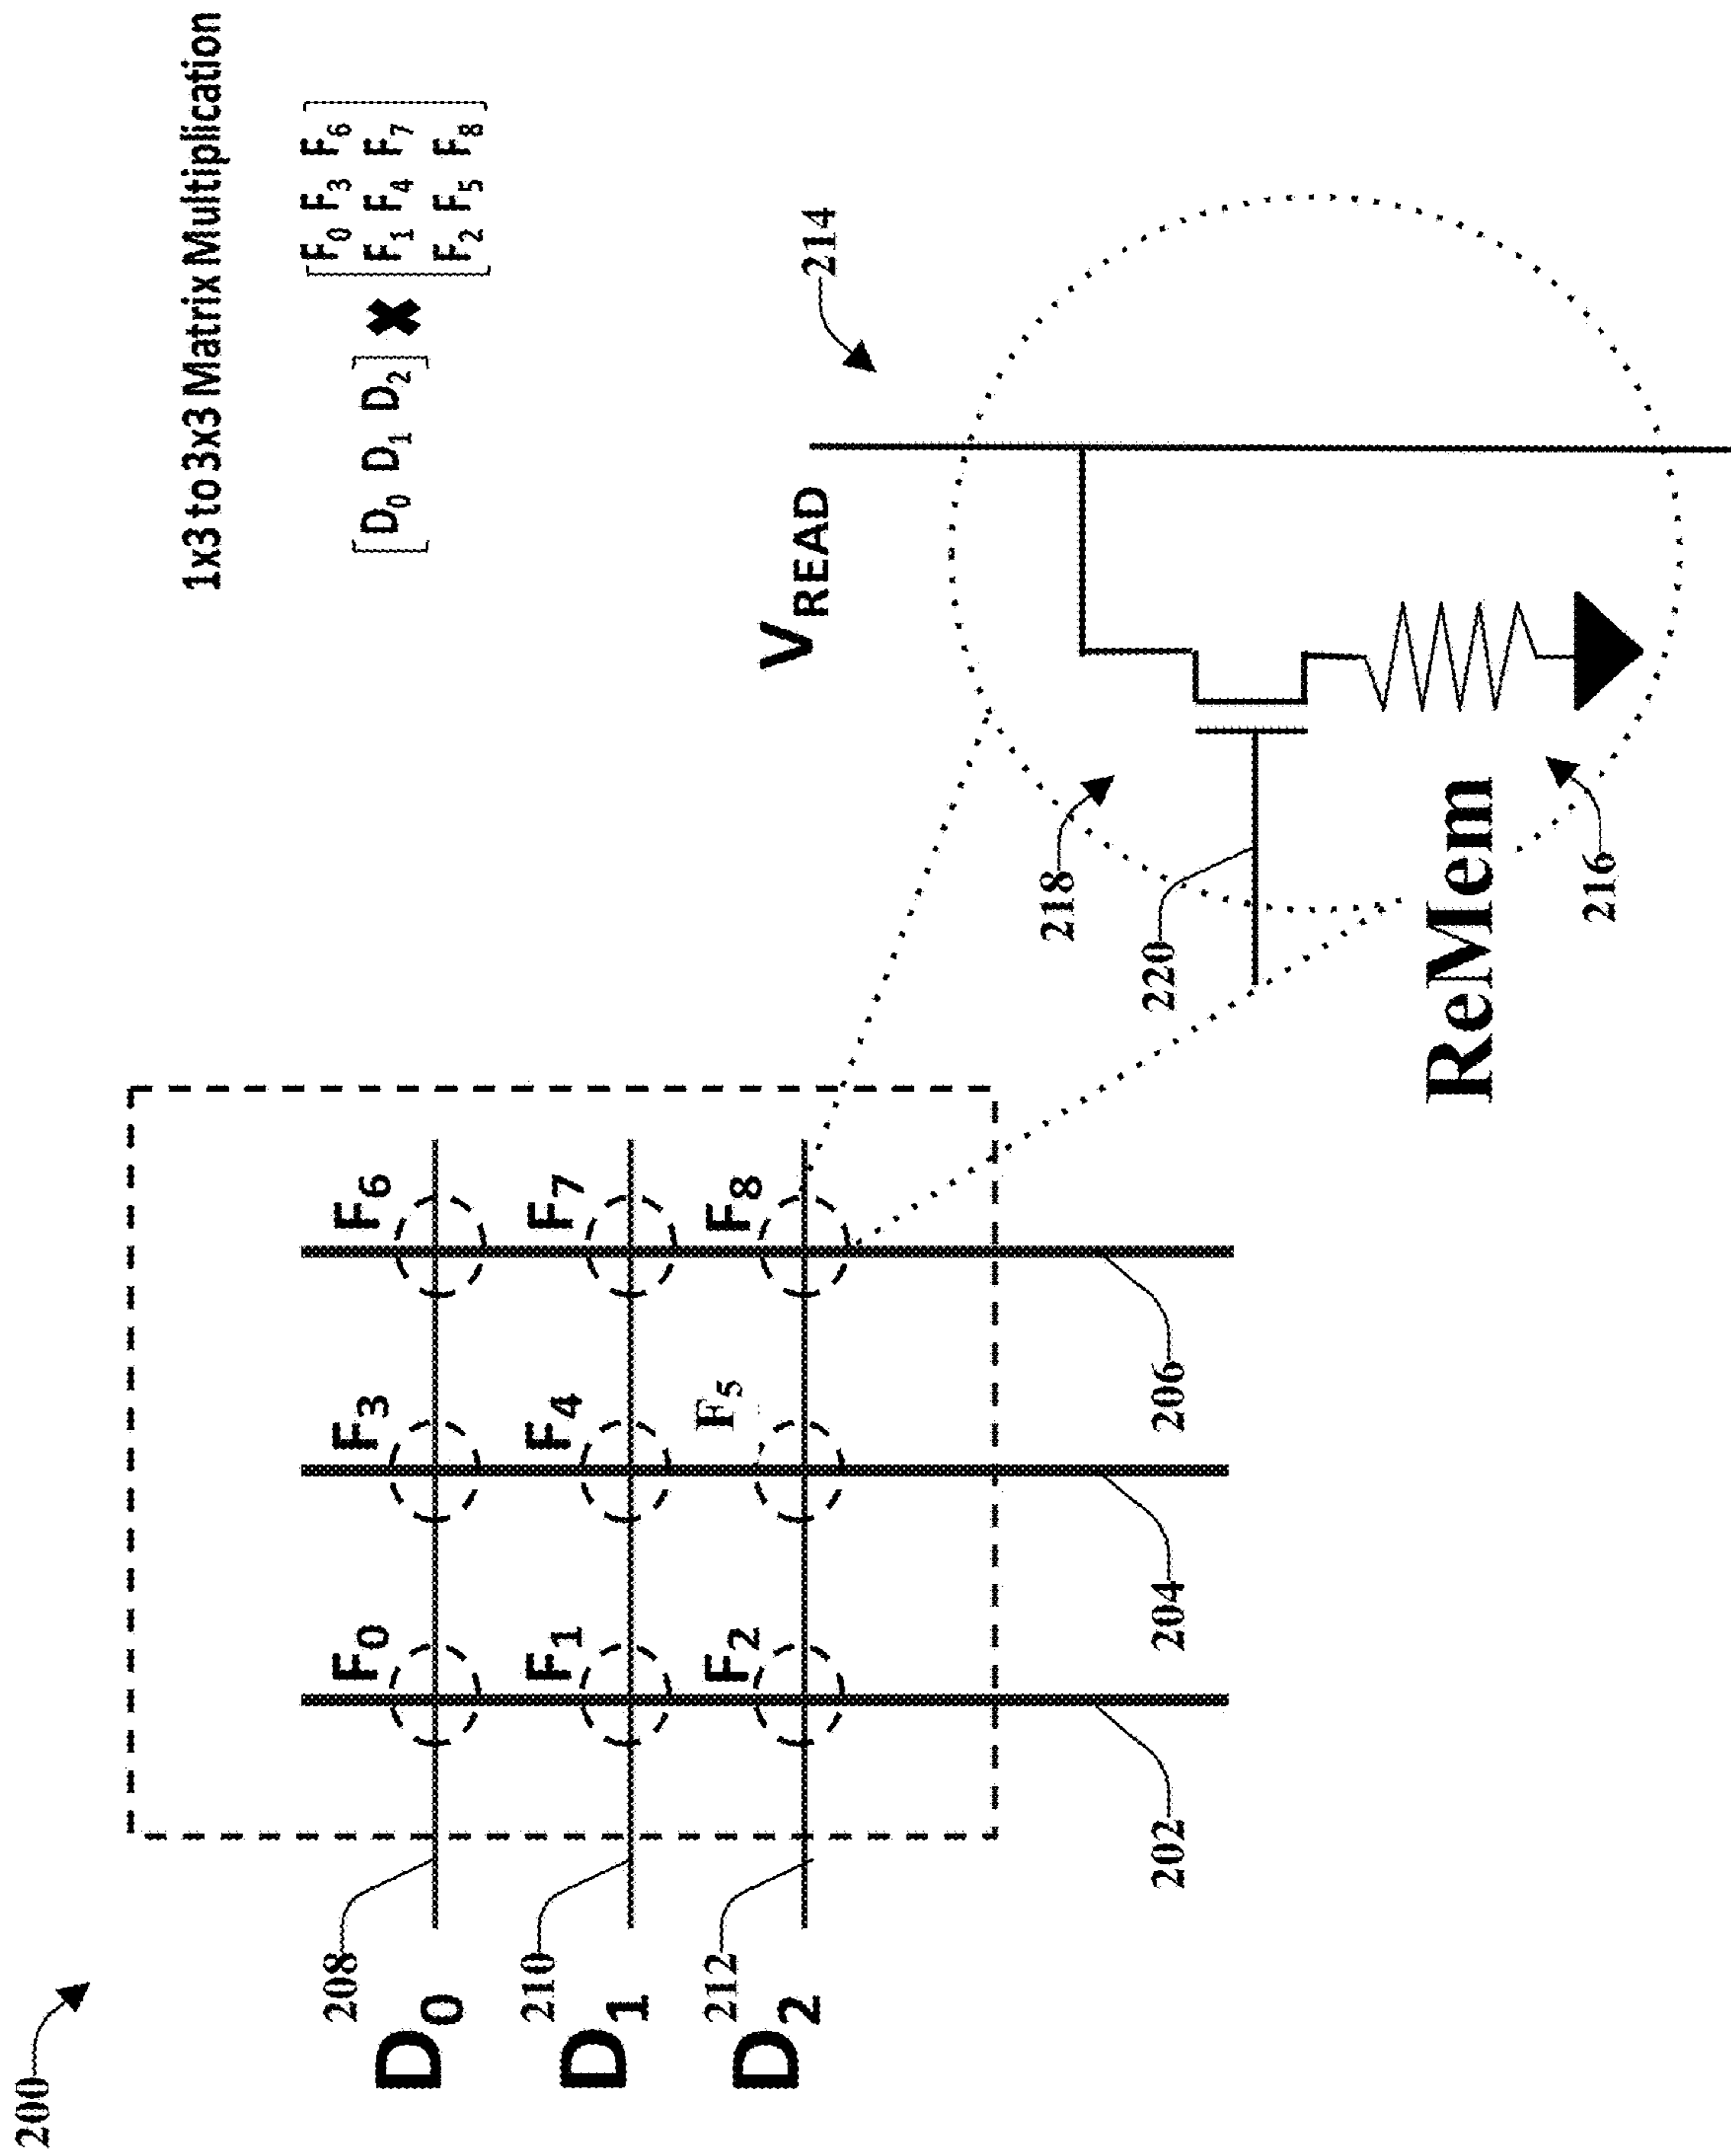 200
1x3 to 3x3 Matrix Multiplication
[D0 D1 D2] × [F0 F3 F6
F1 F4 F7
F2 F5 F8]
208
D0
F0 F3 F6
210
D1
F1 F4 F7
212
D2
F2 F5 F8
202
204
206
VREAD
214
218
220
ReMem
216